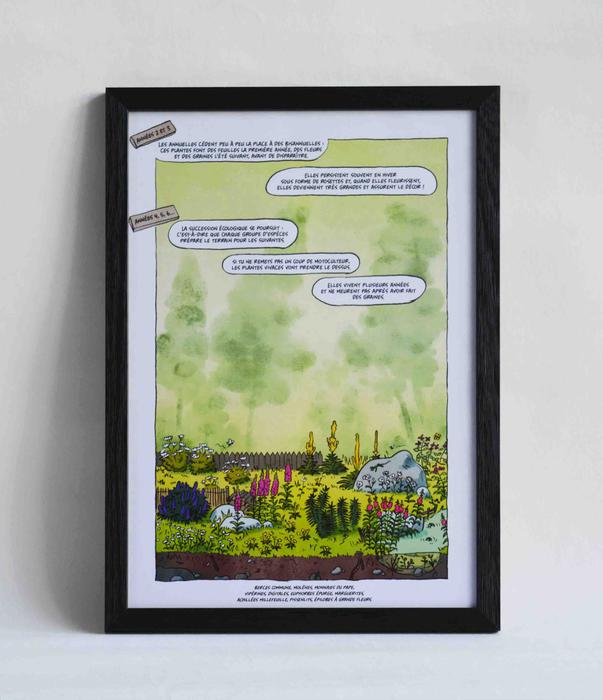 ANNÉES 2 ET 3
LES ANNUELLES CÈDENT PEU À PEU LA PLACE À DES BISANNUELLES :
CES PLANTES FONT DES FEUILLES LA PREMIÈRE ANNÉE, DES FLEURS
ET DES GRAINES L'ÉTÉ SUIVANT, AVANT DE DISPARAÎTRE.
ELLES PERSISTENT SOUVENT EN HIVER
SOUS FORME DE ROSETTES ET, QUAND ELLES FLEURISSENT,
ELLES DEVIENNENT TRÈS GRANDES ET ASSURENT LE DÉCOR !
ANNÉES 4, 5, 6...
LA SUCCESSION ÉCOLOGIQUE SE POURSUIT :
C'EST-À-DIRE QUE CHAQUE GROUPE D'ESPÈCES
PRÉPARE LE TERRAIN POUR LES SUIVANTES
SI TU NE REMETS PAS UN COUP DE MOTOCULTEUR,
LES PLANTES VIVACES VONT PRENDRE LE DESSUS.
ELLES VIVENT PLUSIEURS ANNÉES
ET NE MEURENT PAS APRÈS AVOIR FAIT
DES GRAINES.
BERCES COMMUNE, MOLÈNES, MONNAIES DU PAPE,
VIPÉRINES, DIGITALES, EUPHORBES ÉPURGE, MARGUERITES,
ACHILLÉES MILLEFEUILLE, PISSENLITS, ÉPILOBES À GRANDE FLEURS